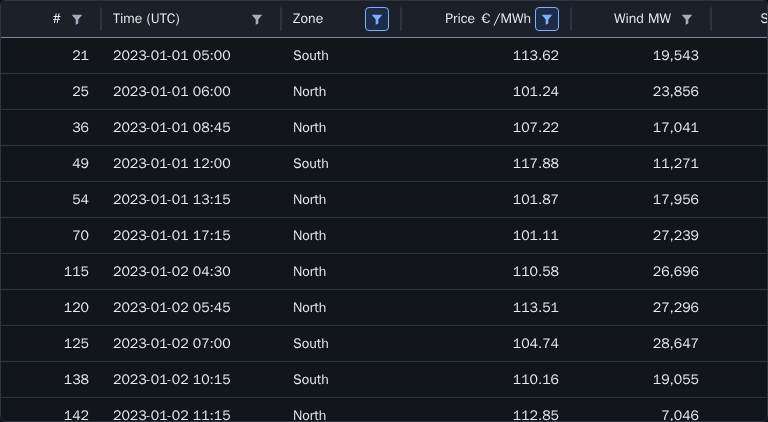 # Time (UTC) Zone Price €/MWh Wind MW S
21 2023-01-01 05:00 South 113.62 19,543
25 2023-01-01 06:00 North 101.24 23,856
36 2023-01-01 08:45 North 107.22 17,041
49 2023-01-01 12:00 South 117.88 11,271
54 2023-01-01 13:15 North 101.87 17,956
70 2023-01-01 17:15 North 101.11 27,239
115 2023-01-02 04:30 North 110.58 26,696
120 2023-01-02 05:45 North 113.51 27,296
125 2023-01-02 07:00 South 104.74 28,647
138 2023-01-02 10:15 South 110.16 19,055
142 2023-01-02 11:15 North 112.85 7,046